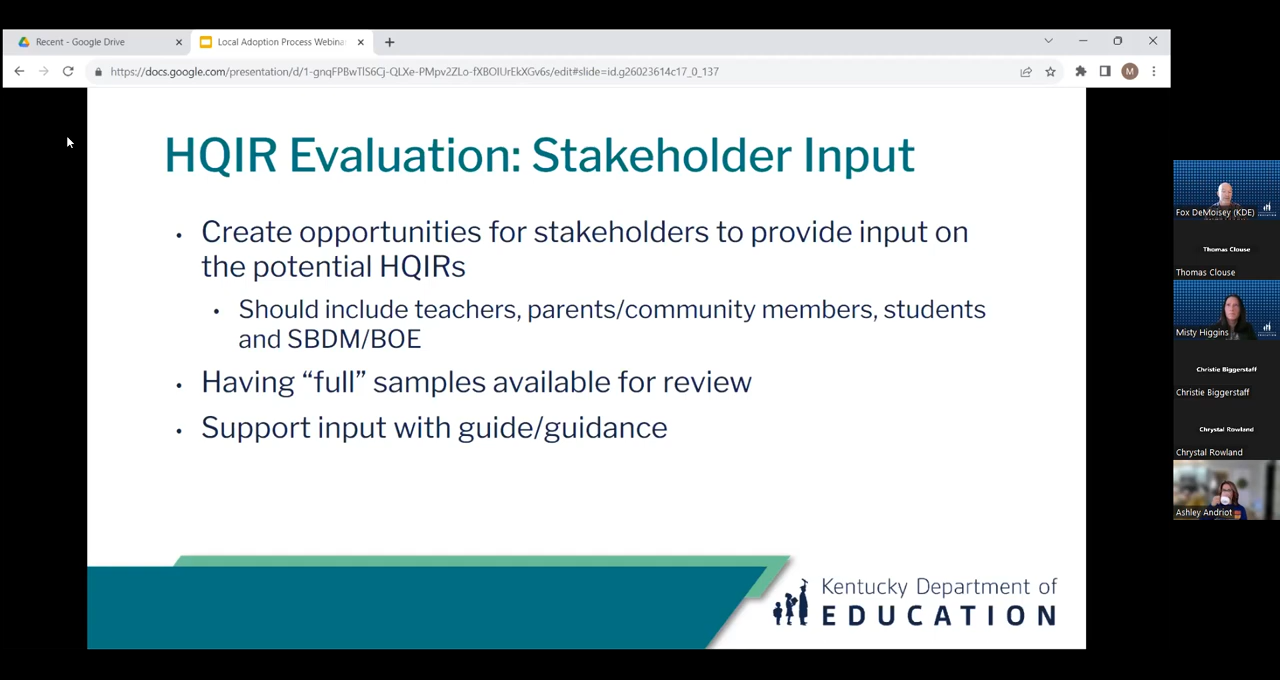 Recent - Google Drive
Local Adoption Process Webina
https://docs.google.com/presentation/d/1-gnqFPBwTlS6Cj-QLXe-PMpv2ZLo-fXBOIUrEkXGv6s/edit#slide=id.g26023614c17_0_137
M
HQIR Evaluation: Stakeholder Input
• Create opportunities for stakeholders to provide input on
the potential HQIRs
• Should include teachers, parents/community members, students
and SBDM/BOE
• Having “full” samples available for review
• Support input with guide/guidance
Kentucky Department of
EDUCATION
Fox DeMoisey (KDE)
Thomas Clouse
Thomas Clouse
Misty Higgins
Christie Biggerstaff
Christie Biggerstaff
Chrystal Rowland
Chrystal Rowland
Ashley Andriot